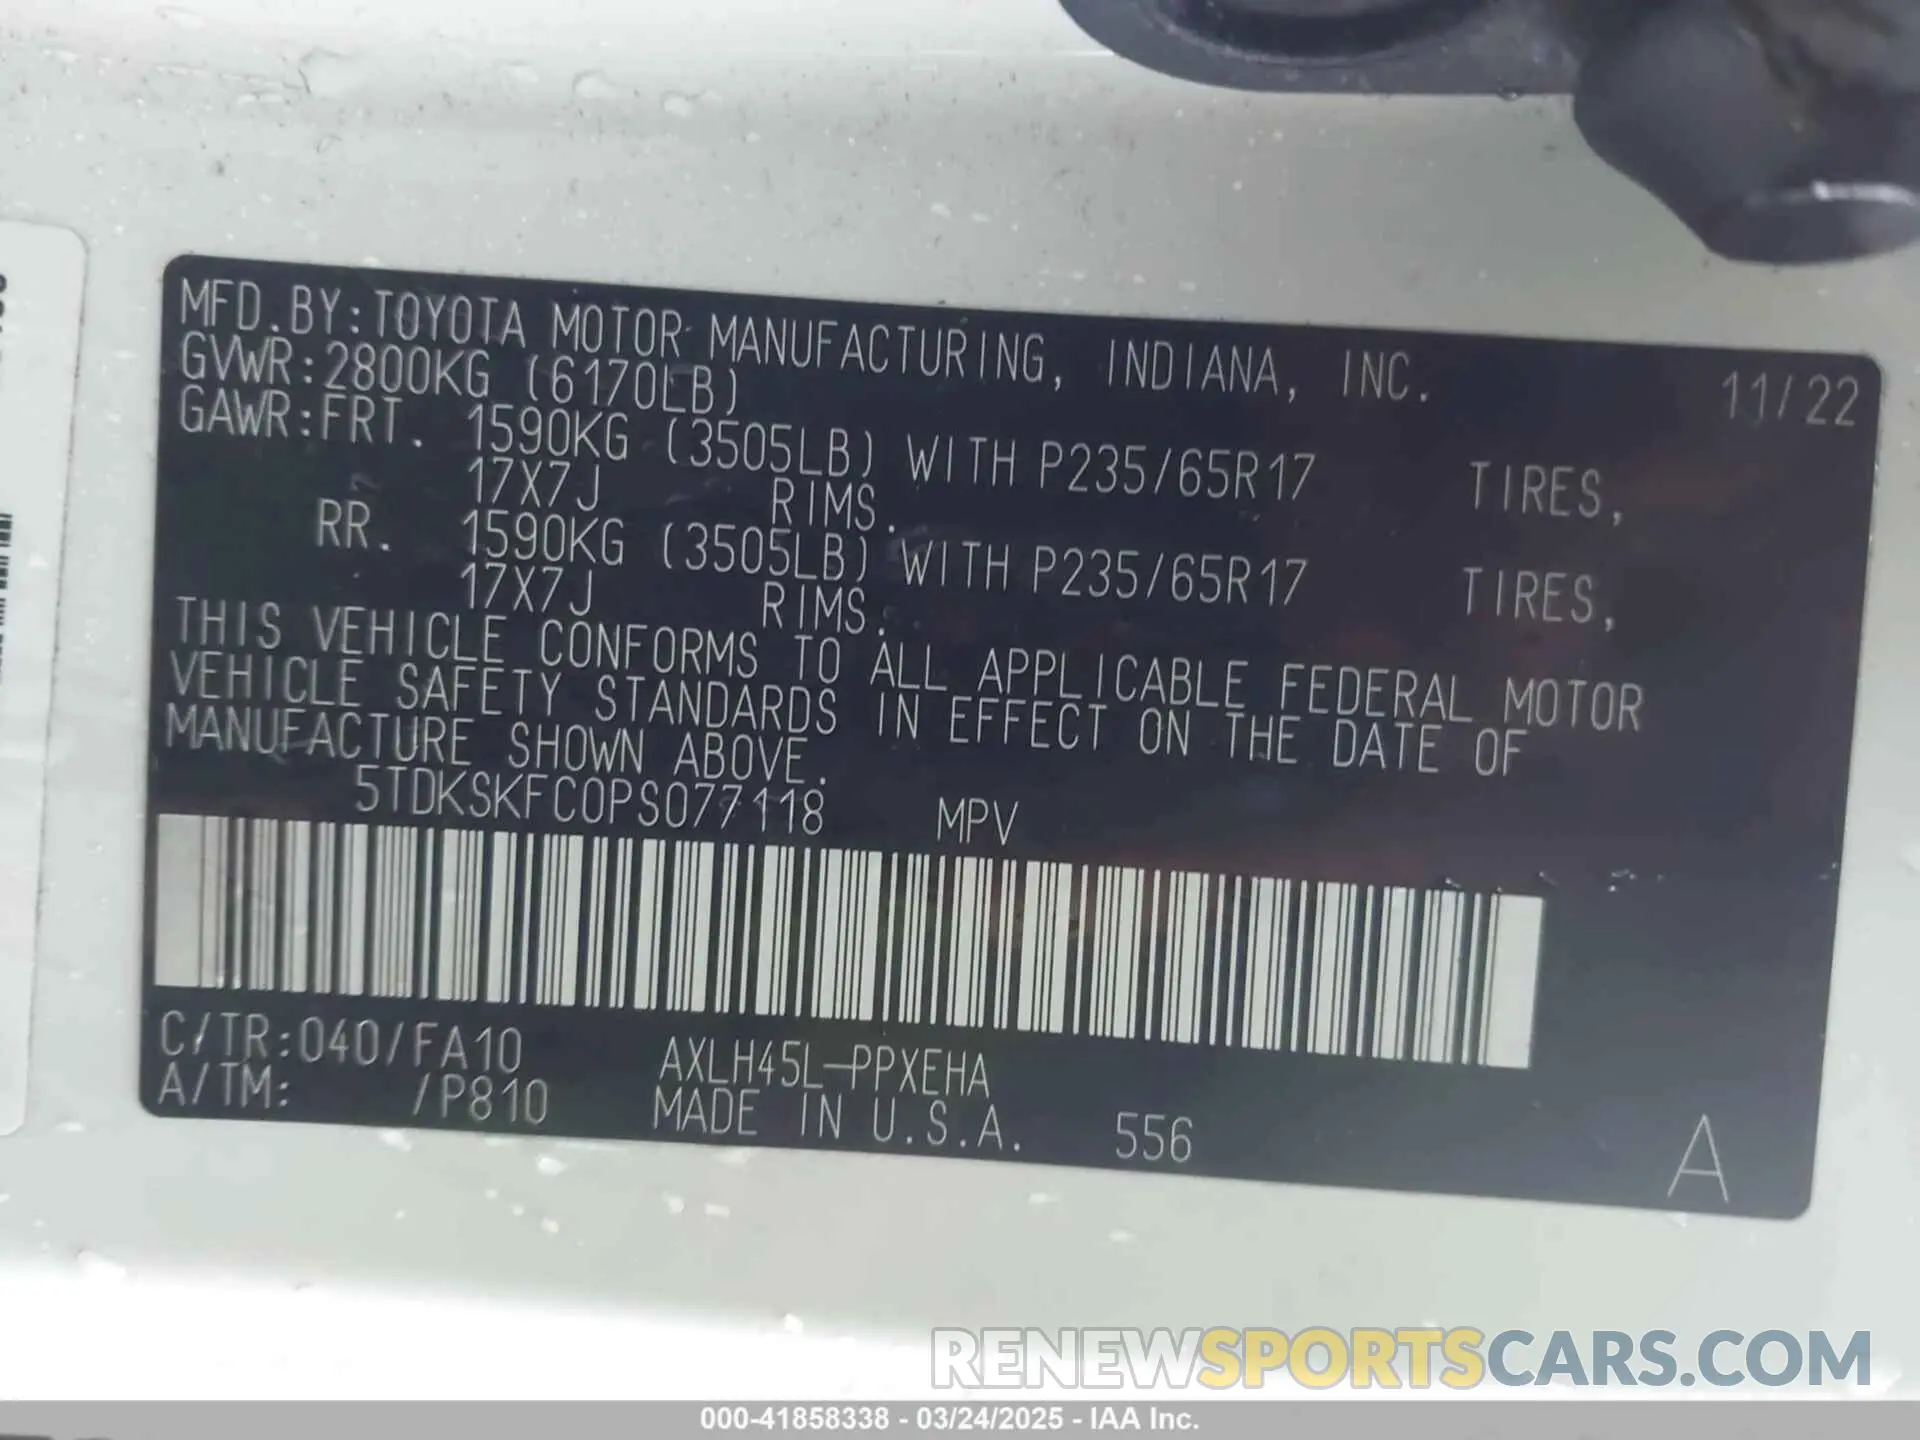 MFD.BY:TOYOTA MOTOR MANUFACTURING, INDIANA, INC. 11/22
GVWR:2800KG (6170LB)
GAWR:FRT. 1590KG (3505LB) WITH P235/65R17 TIRES,
17X7J RIMS.
RR. 1590KG (3505LB) WITH P235/65R17 TIRES,
17X7J RIMS.
THIS VEHICLE CONFORMS TO ALL APPLICABLE FEDERAL MOTOR
VEHICLE SAFETY STANDARDS IN EFFECT ON THE DATE OF
MANUFACTURE SHOWN ABOVE.
5TDKSKFC0PS077118 MPV
C/TR:040/FA10 AXLH45L-PPXEHA
A/TM: /P810 MADE IN U.S.A. 556 A
RENEWSPORTSCARS.COM
000-41858338 - 03/24/2025 - IAA Inc.